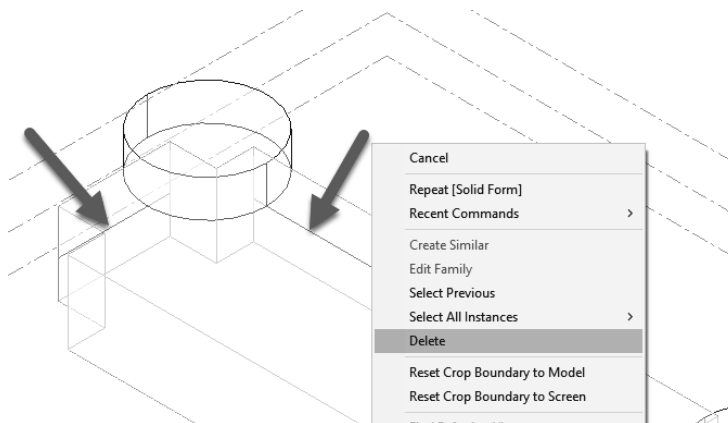 Cancel
Repeat [Solid Form]
Recent Commands
Create Similar
Edit Family
Select Previous
Select All Instances
Delete
Reset Crop Boundary to Model
Reset Crop Boundary to Screen